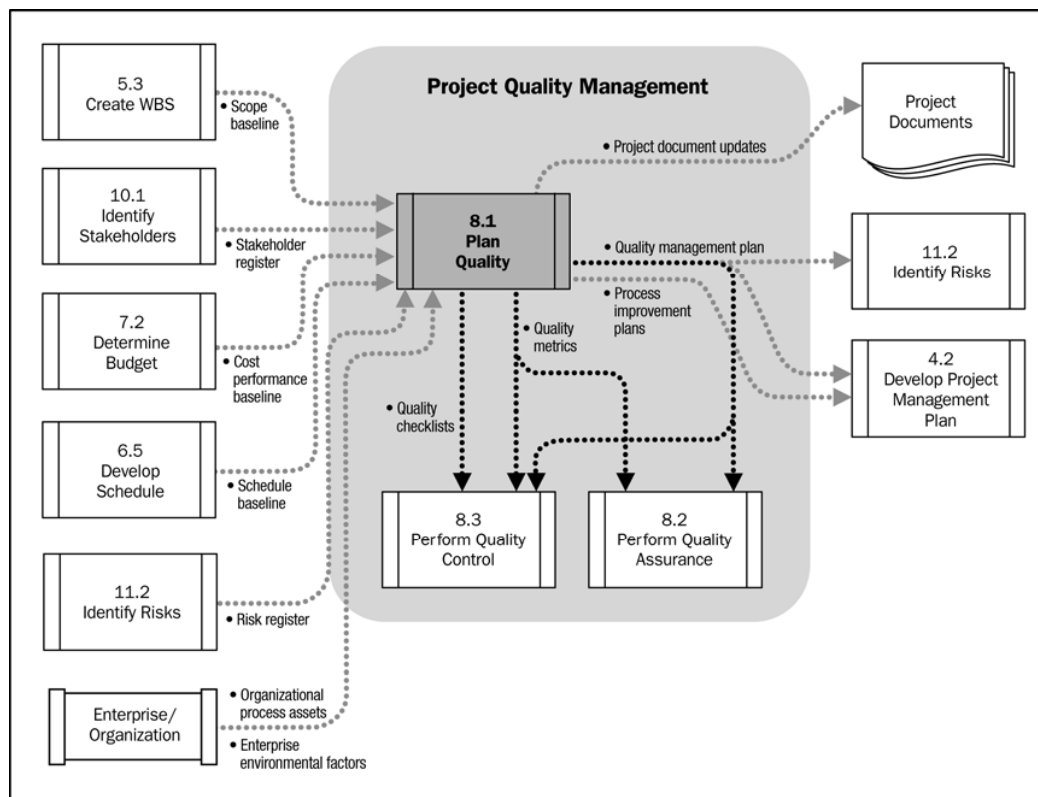 Project Quality Management
5.3
Create WBS
• Scope
baseline
10.1
Identify
Stakeholders
• Stakeholder
register
7.2
Determine
Budget
• Cost
performance
baseline
6.5
Develop
Schedule
• Schedule
baseline
11.2
Identify Risks
• Risk register
Enterprise/
Organization
• Organizational
process assets
• Enterprise
environmental factors
8.1
Plan
Quality
• Project document updates
• Quality management plan
• Process
improvement
plans
• Quality
metrics
• Quality
checklists
8.3
Perform Quality
Control
8.2
Perform Quality
Assurance
Project
Documents
11.2
Identify Risks
4.2
Develop Project
Management
Plan